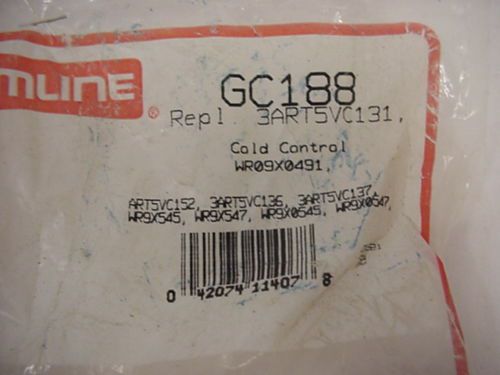 MLINE
®
GC188
Repl 3ART5VC131,
Cold Control
WR09X0491,
ART5VC152, 3ART5VC136, 3ART5VC137,
WR9X545, WR9X547, WR9X0545, WR9X0547,
0 42074 11407 8